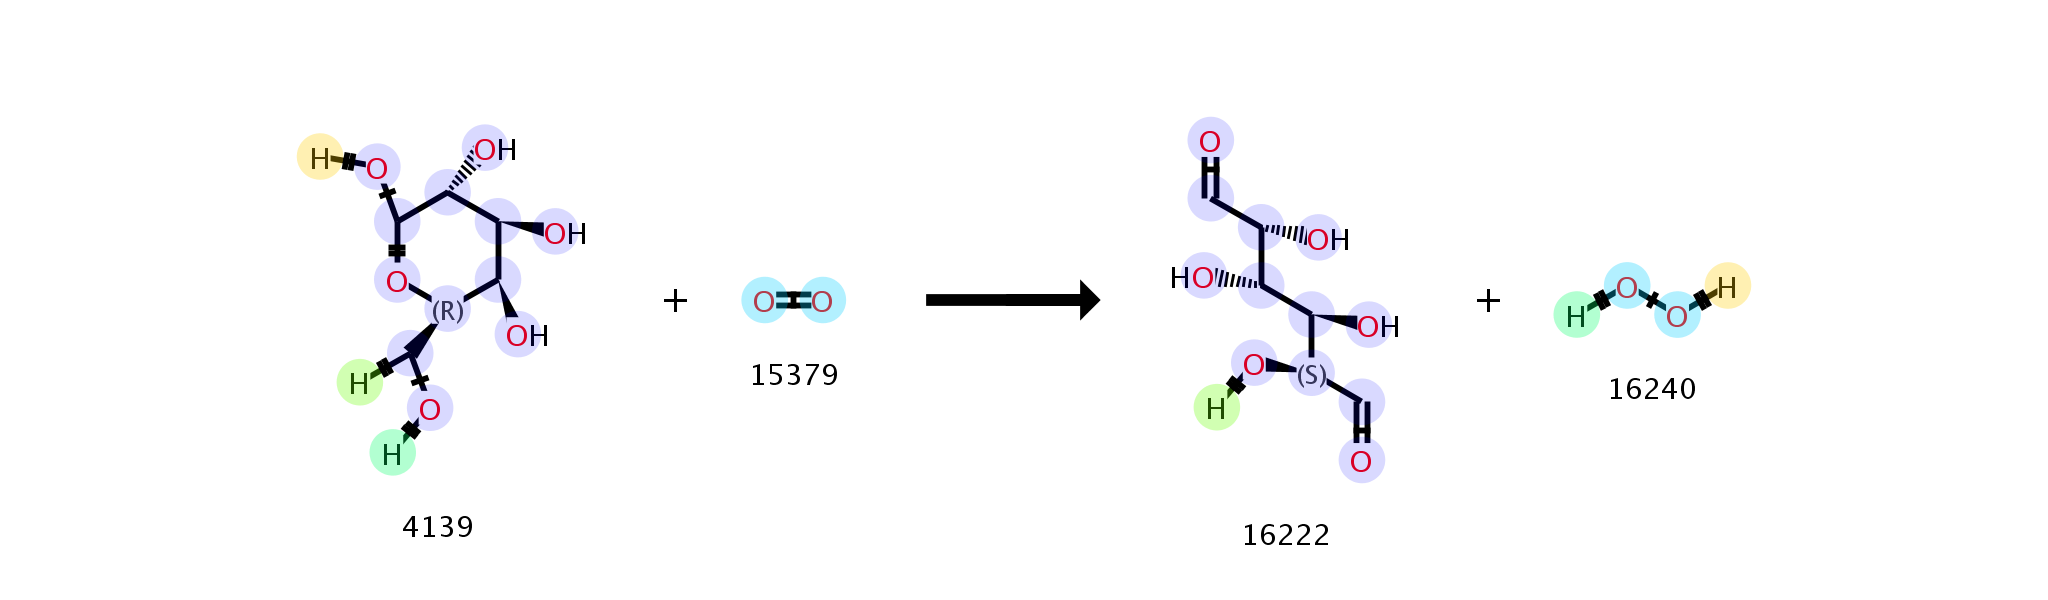 H O OH
OH
O (R)
OH
H
O
H
4139
+
O O
15379
O
OH
HO
OH
O (S)
H
O
16222
+
O H
H O
16240